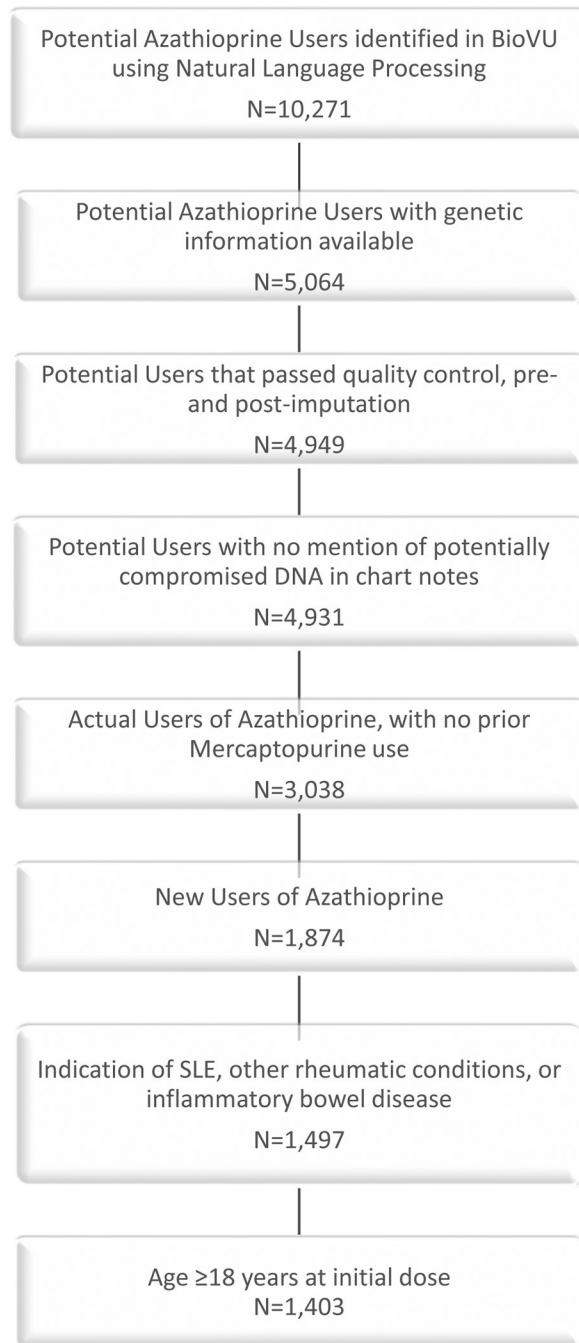 Potential Azathioprine Users identified in BioVU
using Natural Language Processing
N=10,271
Potential Azathioprine Users with genetic
information available
N=5,064
Potential Users that passed quality control, pre-
and post-imputation
N=4,949
Potential Users with no mention of potentially
compromised DNA in chart notes
N=4,931
Actual Users of Azathioprine, with no prior
Mercaptopurine use
N=3,038
New Users of Azathioprine
N=1,874
Indication of SLE, other rheumatic conditions, or
inflammatory bowel disease
N=1,497
Age ≥18 years at initial dose
N=1,403